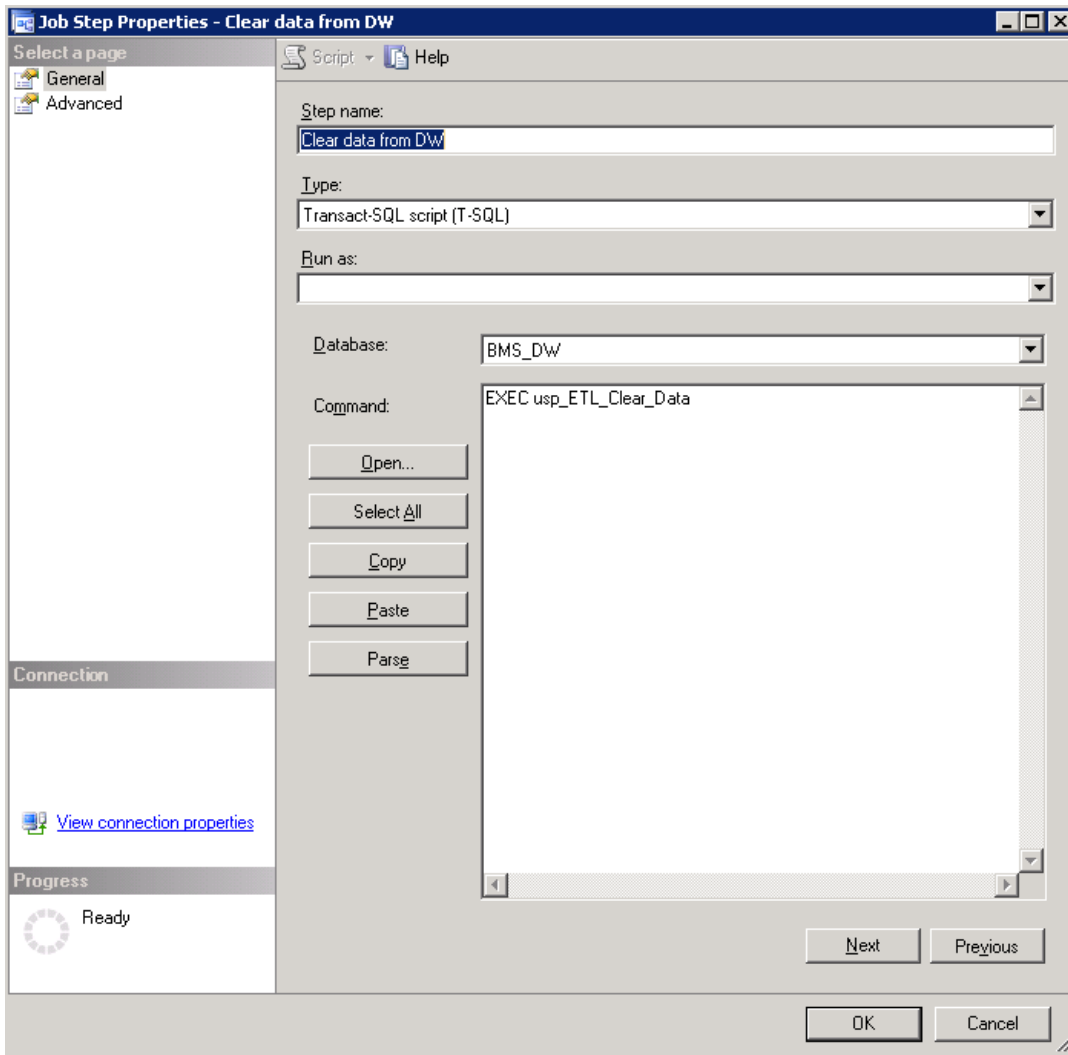 Job Step Properties - Clear data from DW
Select a page
General
Advanced
Script
Help
Step name:
Clear data from DW
Type:
Transact-SQL script (T-SQL)
Run as:
Database:
BMS_DW
Command:
EXEC usp_ETL_Clear_Data
Open...
Select All
Copy
Paste
Parse
Connection
View connection properties
Progress
Ready
Next
Previous
OK
Cancel